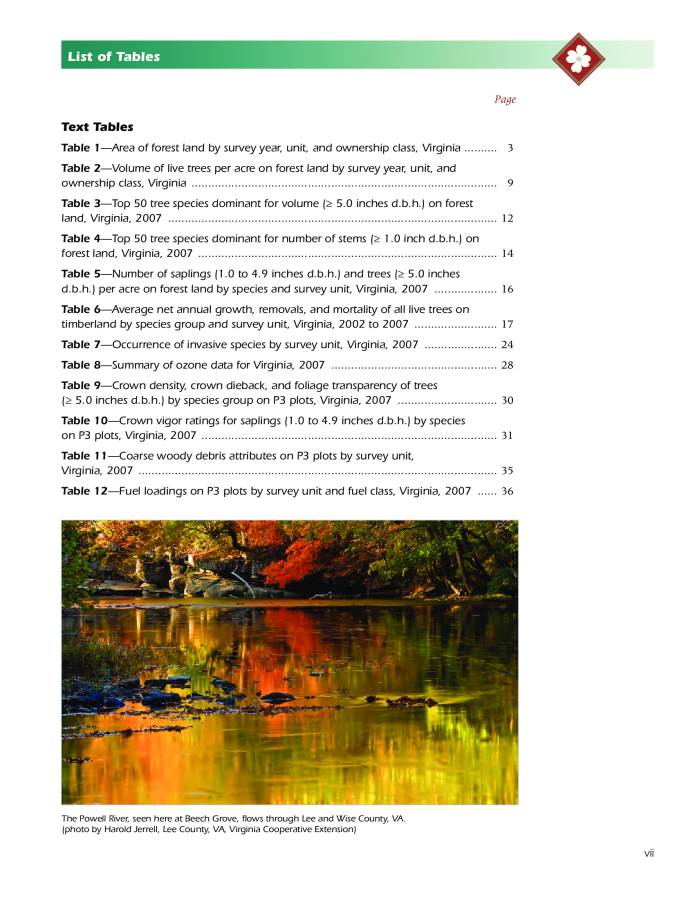 List of Tables
Page
Text Tables
Table 1—Area of forest land by survey year, unit, and ownership class, Virginia .......... 3
Table 2—Volume of live trees per acre on forest land by survey year, unit, and
ownership class, Virginia ............................................................................................ 9
Table 3—Top 50 tree species dominant for volume (≥ 5.0 inches d.b.h.) on forest
land, Virginia, 2007 ................................................................................................... 12
Table 4—Top 50 tree species dominant for number of stems (≥ 1.0 inch d.b.h.) on
forest land, Virginia, 2007 .......................................................................................... 14
Table 5—Number of saplings (1.0 to 4.9 inches d.b.h.) and trees (≥ 5.0 inches
d.b.h.) per acre on forest land by species and survey unit, Virginia, 2007 ................... 16
Table 6—Average net annual growth, removals, and mortality of all live trees on
timberland by species group and survey unit, Virginia, 2002 to 2007 ......................... 17
Table 7—Occurrence of invasive species by survey unit, Virginia, 2007 ...................... 24
Table 8—Summary of ozone data for Virginia, 2007 .................................................. 28
Table 9—Crown density, crown dieback, and foliage transparency of trees
(≥ 5.0 inches d.b.h.) by species group on P3 plots, Virginia, 2007 .............................. 30
Table 10—Crown vigor ratings for saplings (1.0 to 4.9 inches d.b.h.) by species
on P3 plots, Virginia, 2007 ......................................................................................... 31
Table 11—Coarse woody debris attributes on P3 plots by survey unit,
Virginia, 2007 ............................................................................................................ 35
Table 12—Fuel loadings on P3 plots by survey unit and fuel class, Virginia, 2007 ...... 36
The Powell River, seen here at Beech Grove, flows through Lee and Wise County, VA.
(photo by Harold Jerrell, Lee County, VA, Virginia Cooperative Extension)
vii